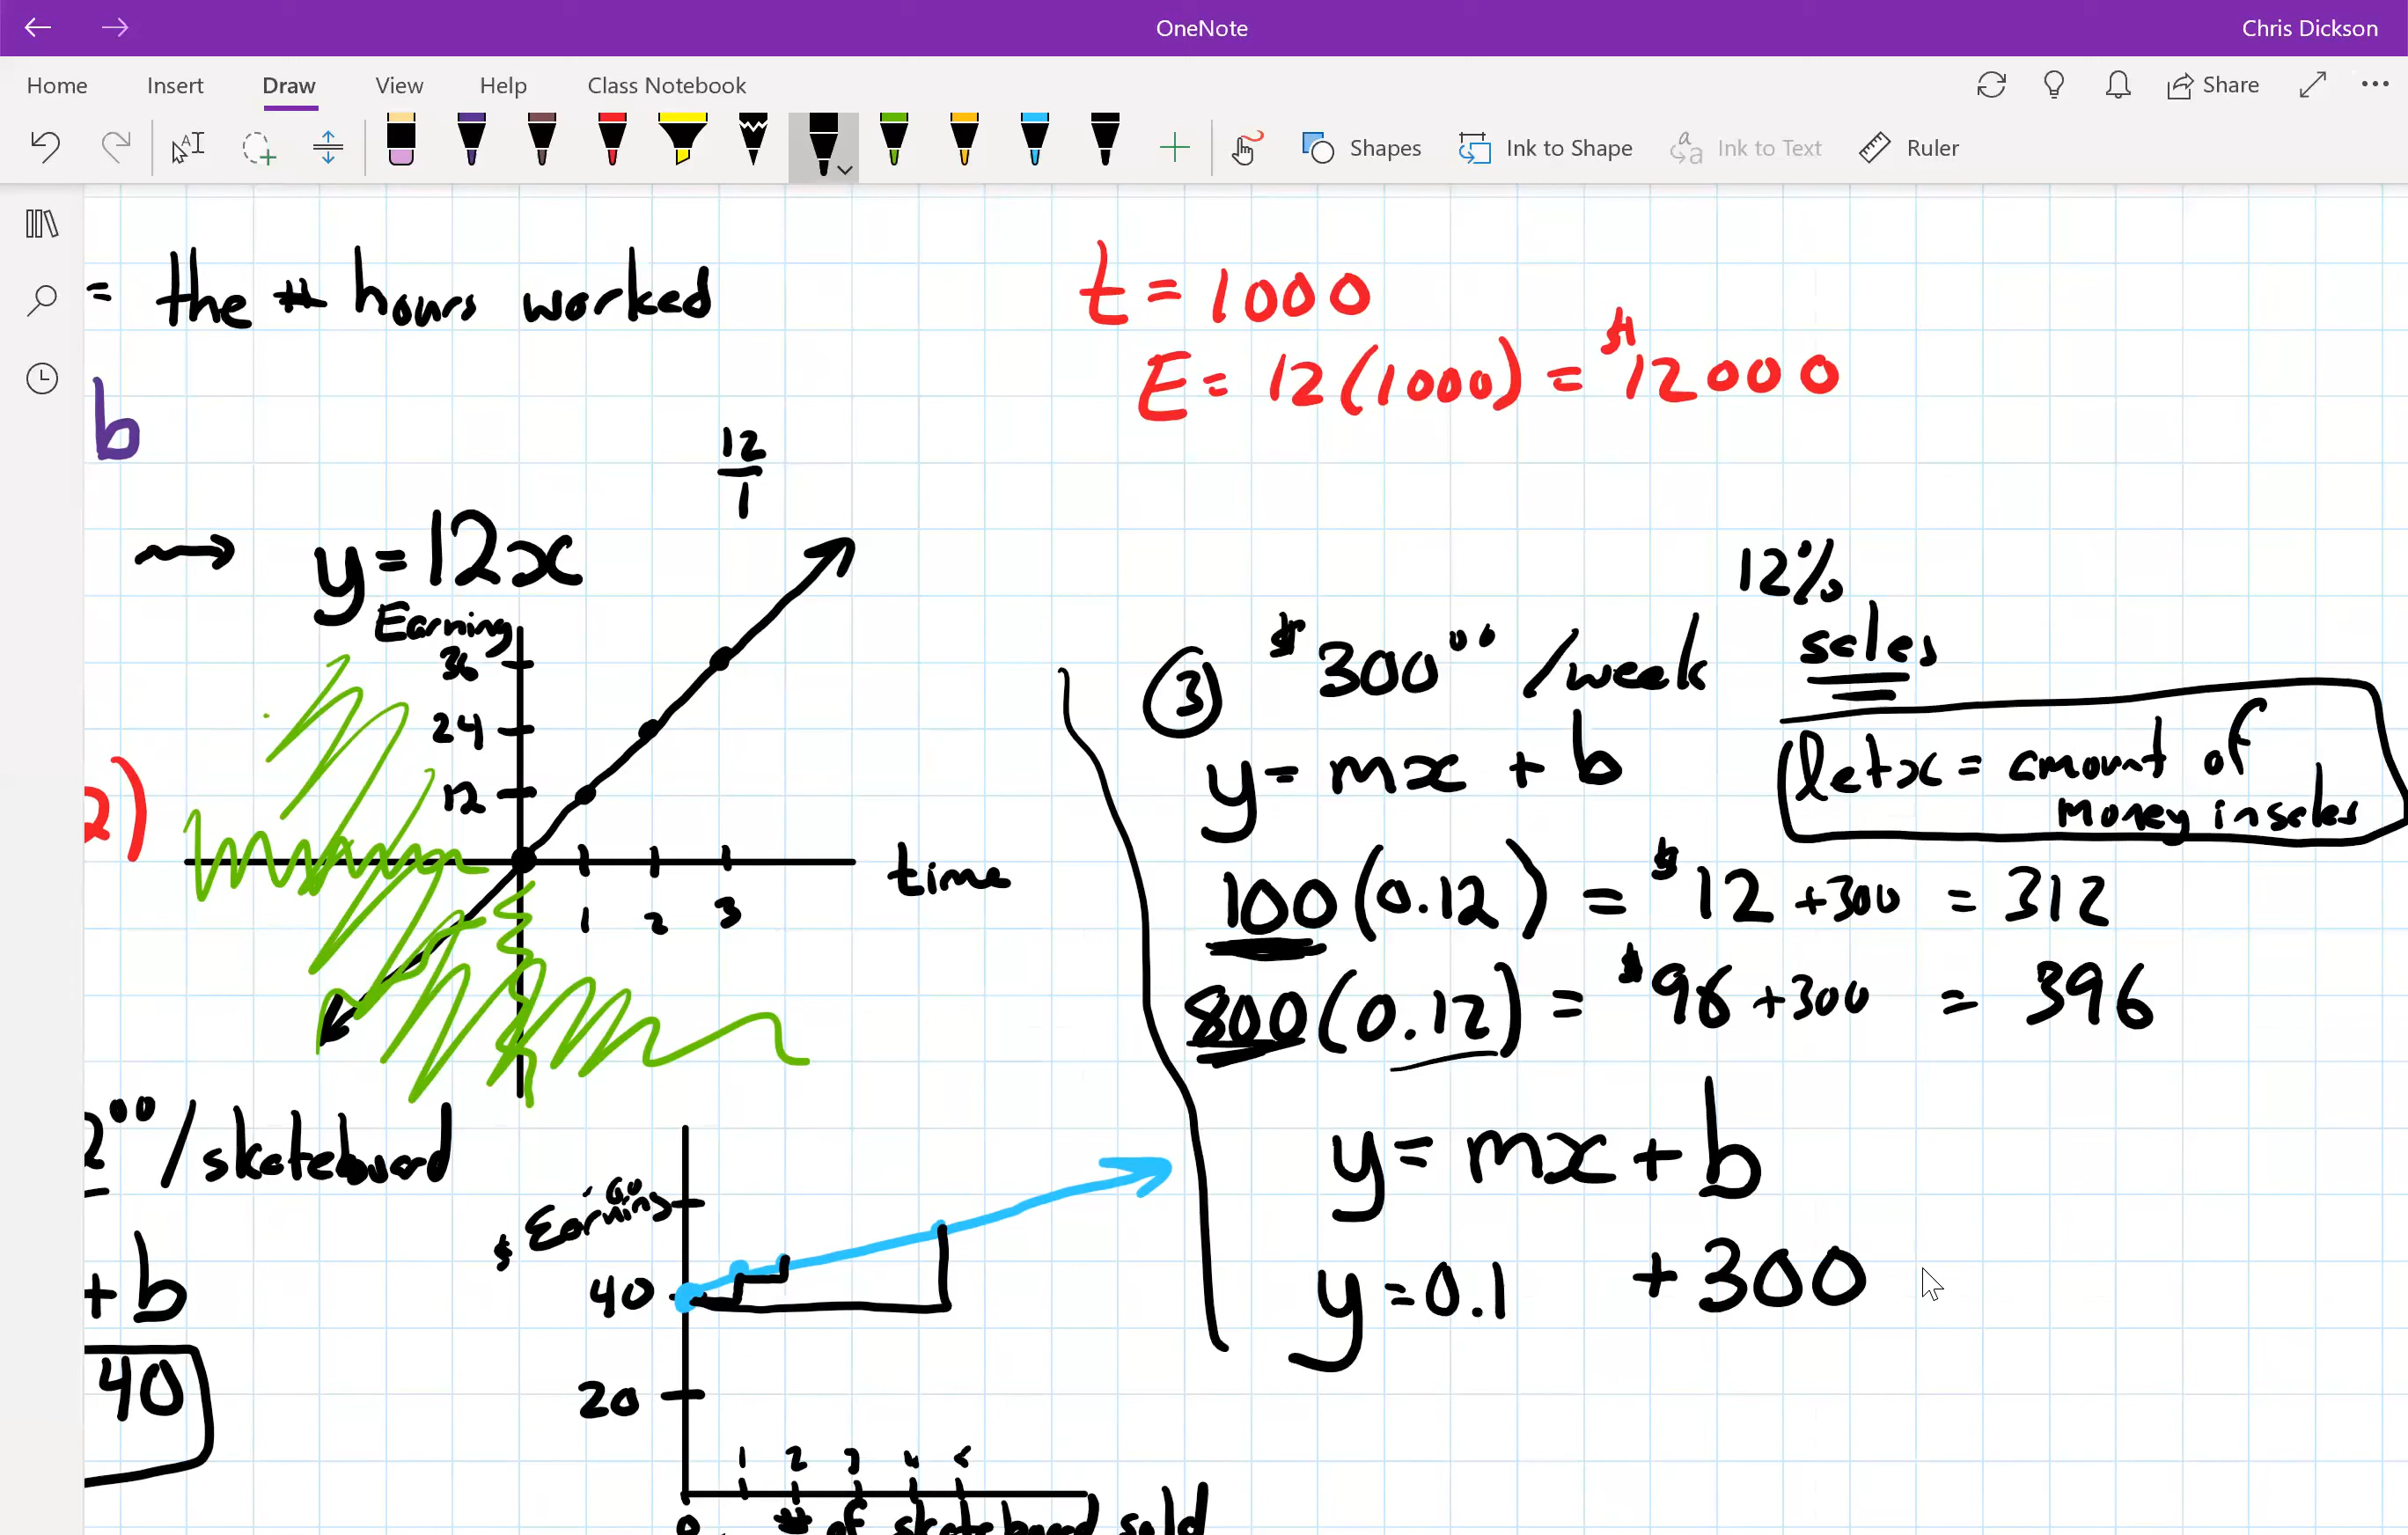 OneNote
Chris Dickson
Home Insert Draw View Help Class Notebook
Share
Shapes Ink to Shape Ink to Text Ruler
= the # hours worked
b
12
1
→ y = 12x
Earning
36
24
12
time
1 2 3
2)
2⁰⁰/skateboard
+ b
40
$ Earnings
60
40
20
1 2 3 4 5
0
# of skateboard sold
t = 1000
E = 12(1000) = $12000
12%
③ $300⁰⁰ /week sales
y = mx + b
let x = amount of
money in sales
100(0.12) = $12 +300 = 312
800(0.12) = $96 +300 = 396
y = mx + b
y = 0.1 + 300